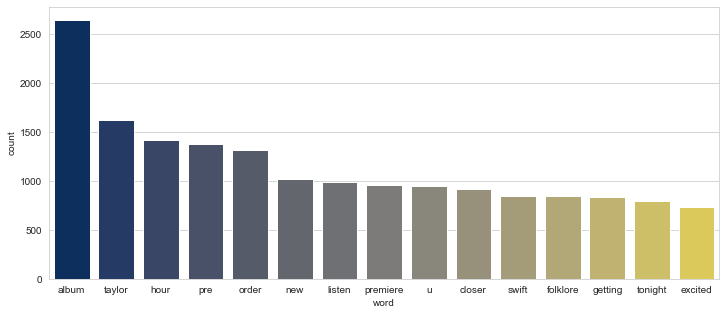 2500
2000
1500
1000
500
0
count
album taylor hour pre order new listen premiere u closer swift folklore getting tonight excited
word